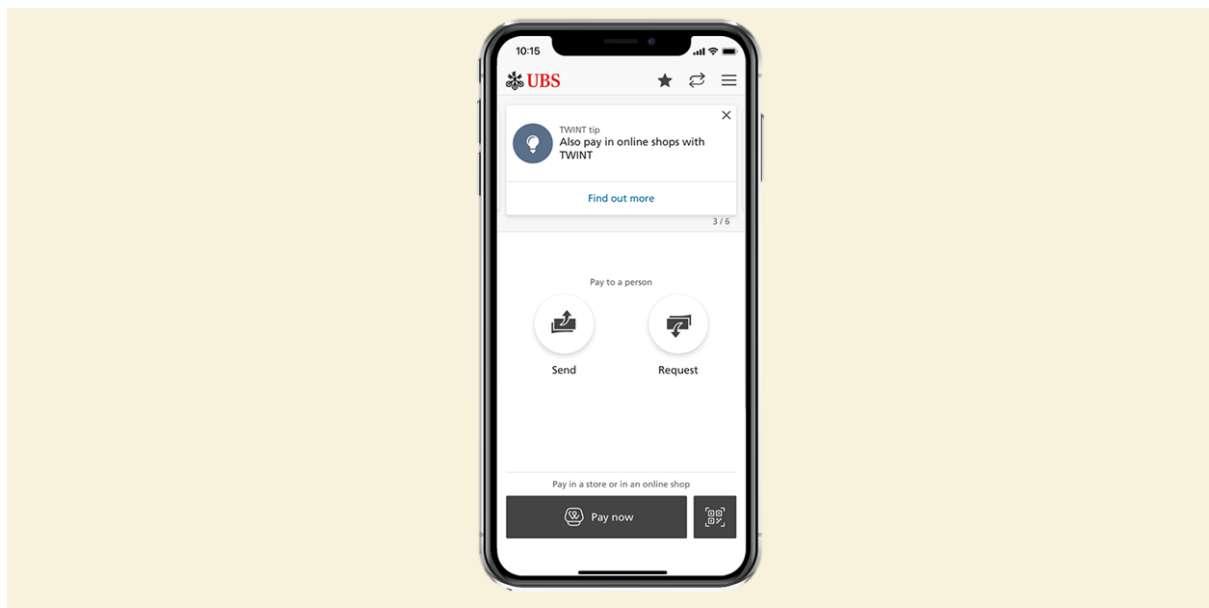 10:15
UBS
TWINT tip
Also pay in online shops with
TWINT
Find out more
3 / 6
Pay to a person
Send
Request
Pay in a store or in an online shop
Pay now